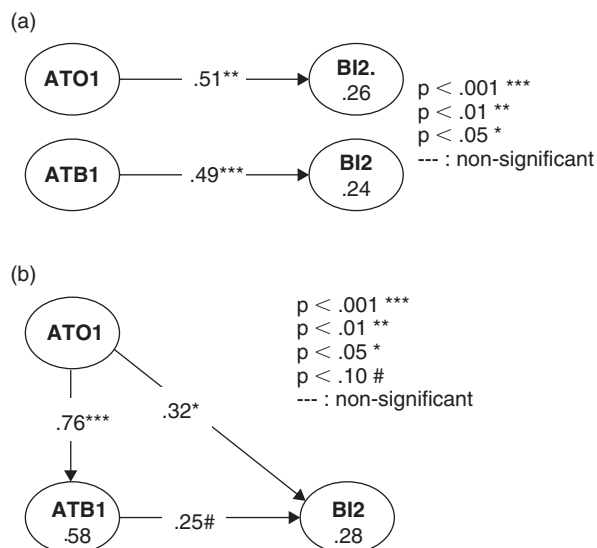 (a)
ATO1 .51** BI2.
.26
ATB1 .49*** BI2
.24
p < .001 ***
p < .01 **
p < .05 *
--- : non-significant
(b)
ATO1
.76***
.32*
ATB1 .25# BI2
.58 .28
p < .001 ***
p < .01 **
p < .05 *
p < .10 #
--- : non-significant